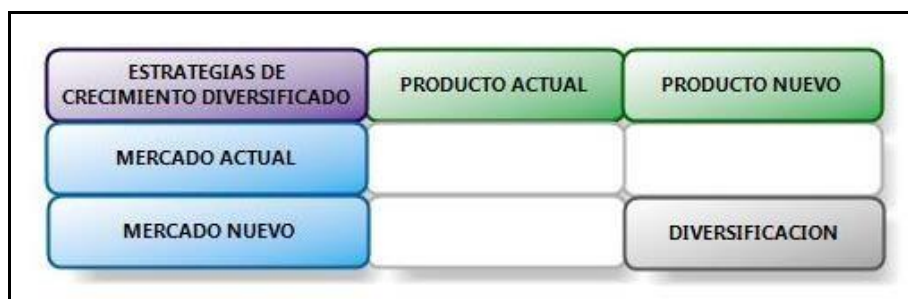 ESTRATEGIAS DE
CRECIMIENTO DIVERSIFICADO
PRODUCTO ACTUAL
PRODUCTO NUEVO
MERCADO ACTUAL
MERCADO NUEVO
DIVERSIFICACION